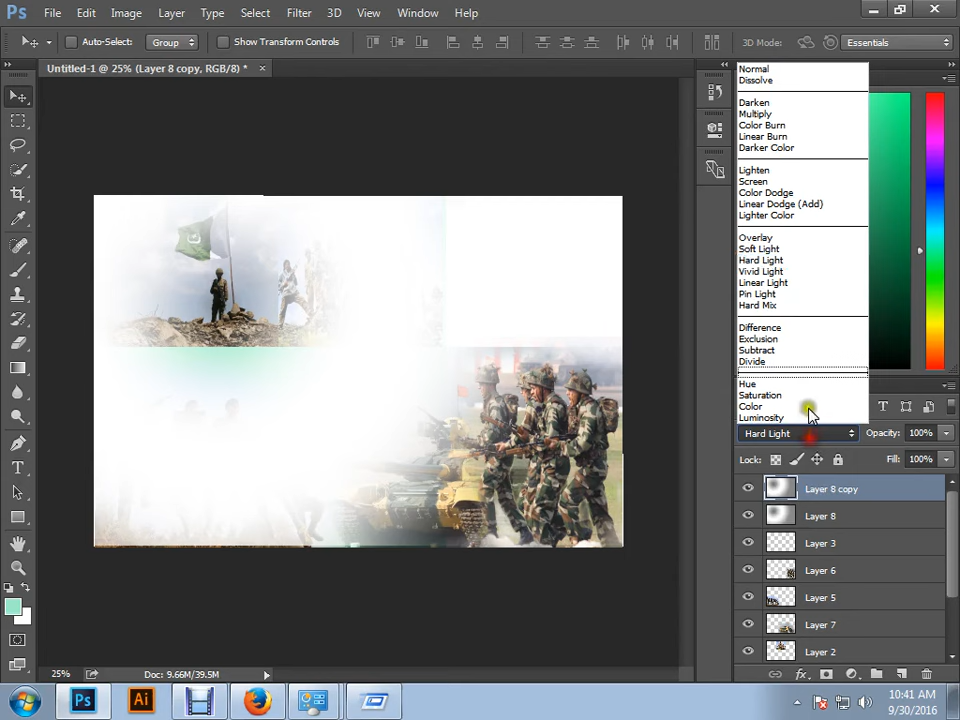 Ps File Edit Image Layer Type Select Filter 3D View Window Help
Auto-Select: Group Show Transform Controls 3D Mode: Essentials
Untitled-1 @ 25% (Layer 8 copy, RGB/8) *
Normal
Dissolve
Darken
Multiply
Color Burn
Linear Burn
Darker Color
Lighten
Screen
Color Dodge
Linear Dodge (Add)
Lighter Color
Overlay
Soft Light
Hard Light
Vivid Light
Linear Light
Pin Light
Hard Mix
Difference
Exclusion
Subtract
Divide
Hue
Saturation
Color
Luminosity
Hard Light Opacity: 100%
Lock: Fill: 100%
Layer 8 copy
Layer 8
Layer 3
Layer 6
Layer 5
Layer 7
Layer 2
25% Doc: 9.66M/39.5M
Ps Ai
10:41 AM
9/30/2016